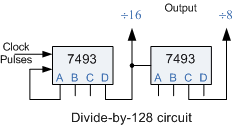 ÷16
Output
÷8
Clock
Pulses
7493
A B C D
7493
A B C D
Divide-by-128 circuit